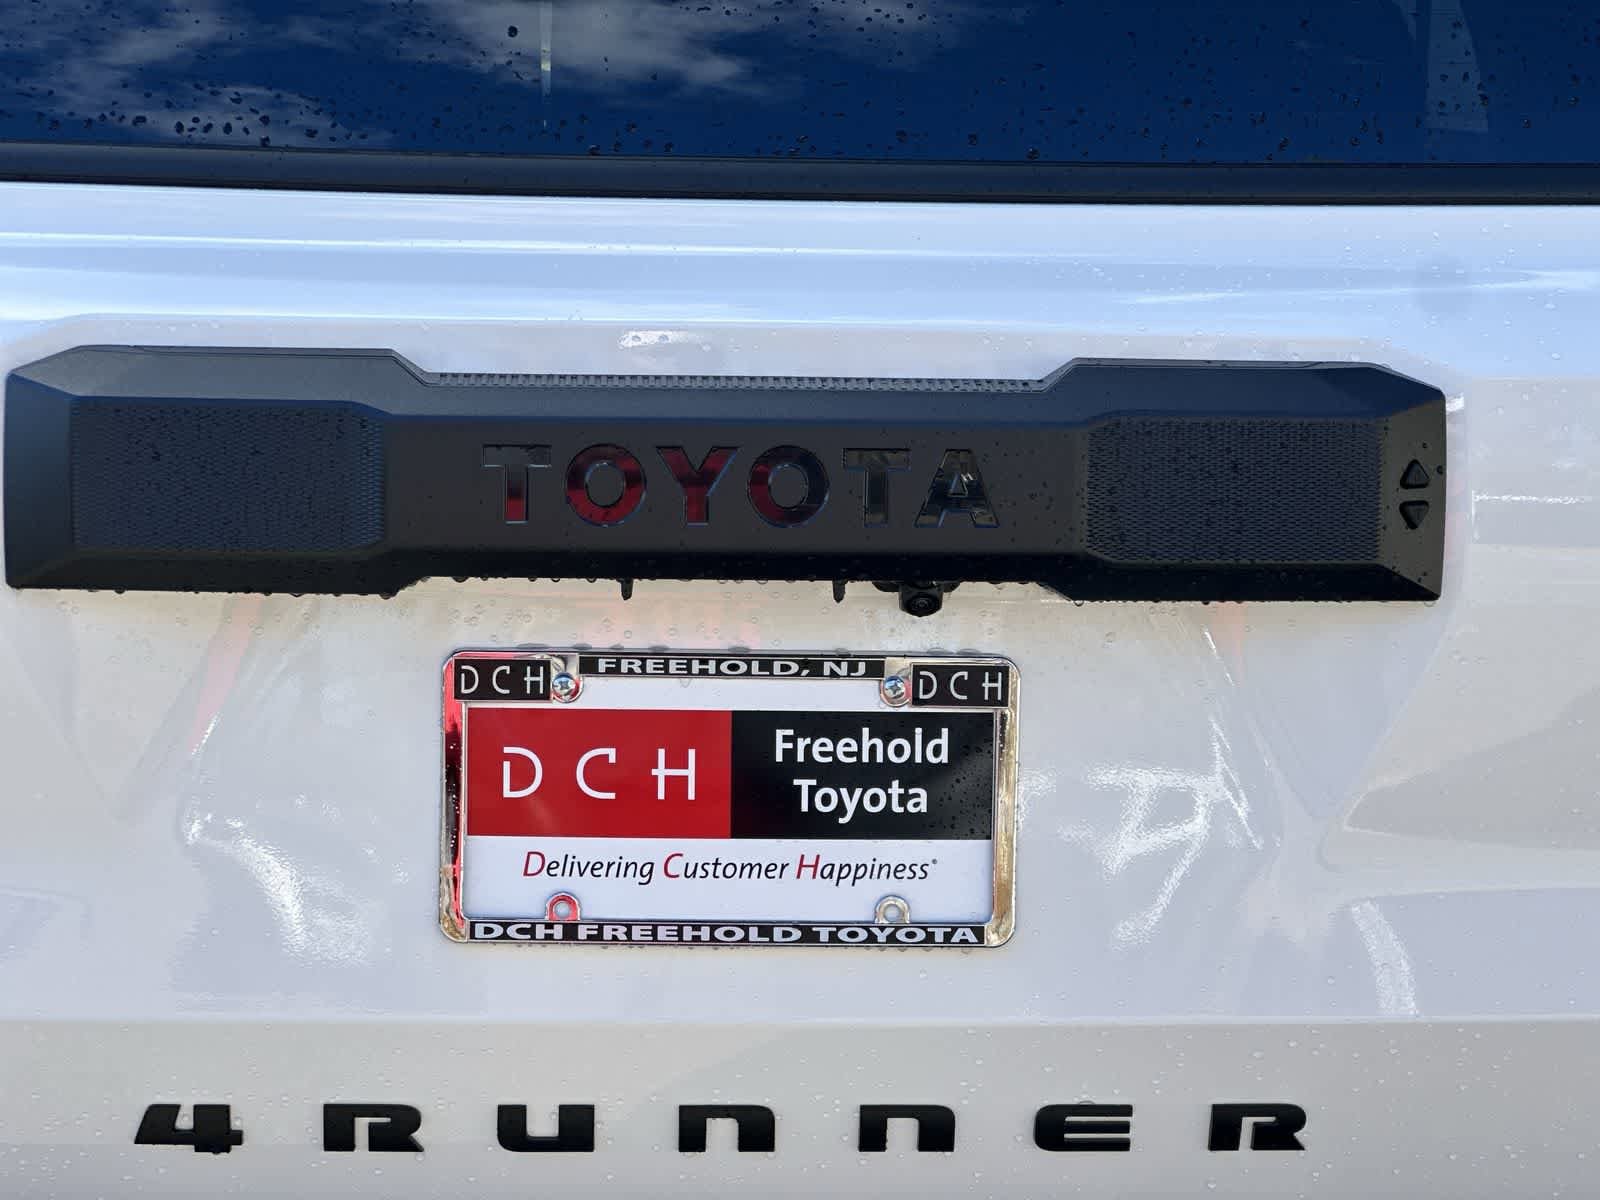 TOYOTA
DCH FREEHOLD, NJ DCH
DCH Freehold
Toyota
Delivering Customer Happiness®
DCH FREEHOLD TOYOTA
4RUNNER